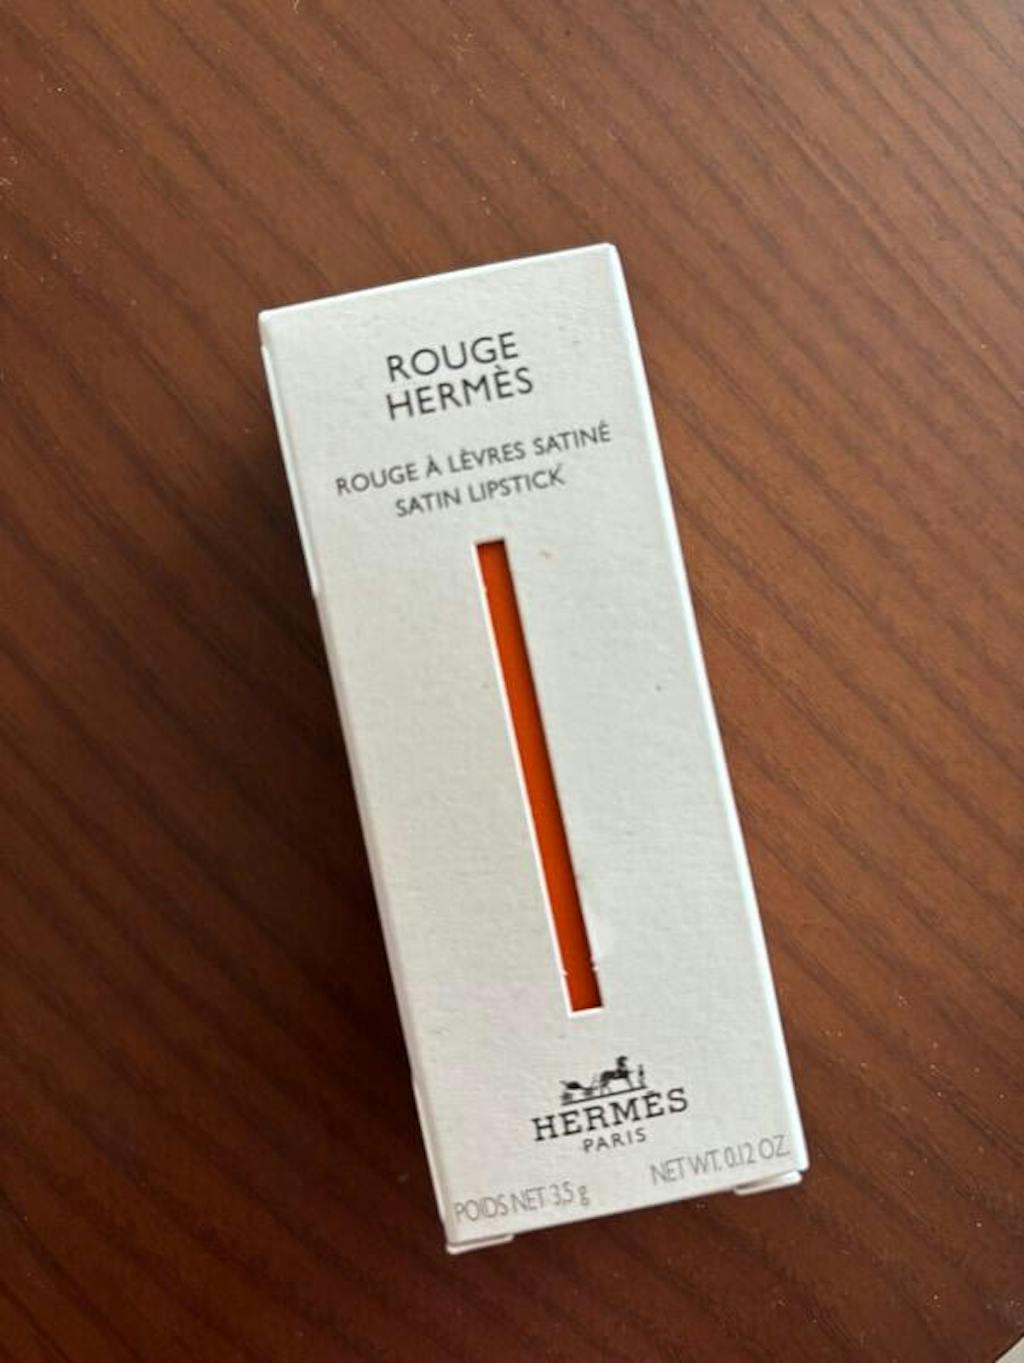 ROUGE
HERMÈS
ROUGE À LÈVRES SATINÉ
SATIN LIPSTICK
HERMÈS
PARIS
POIDS NET 3,5 g
NET WT. 0.12 OZ.